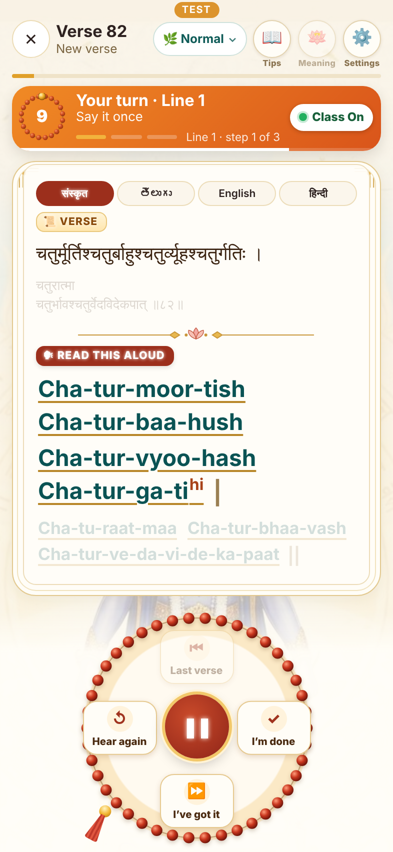 TEST
Verse 82
New verse
Normal
Tips
Meaning
Settings
9
Your turn · Line 1
Say it once
Line 1 · step 1 of 3
Class On
संस्कृत
తెలుగు
English
हिन्दी
VERSE
चतुर्मूर्तिश्चतुर्बाहुश्चतुर्व्यूहश्चतुर्गतिः ।
चतुरात्मा
चतुर्भावश्चतुर्वेदविदेकपात् ॥८२॥
READ THIS ALOUD
Cha-tur-moor-tish
Cha-tur-baa-hush
Cha-tur-vyoo-hash
Cha-tur-ga-tihi |
Cha-tu-raat-maa Cha-tur-bhaa-vash
Cha-tur-ve-da-vi-de-ka-paat ||
Last verse
Hear again
I'm done
I've got it